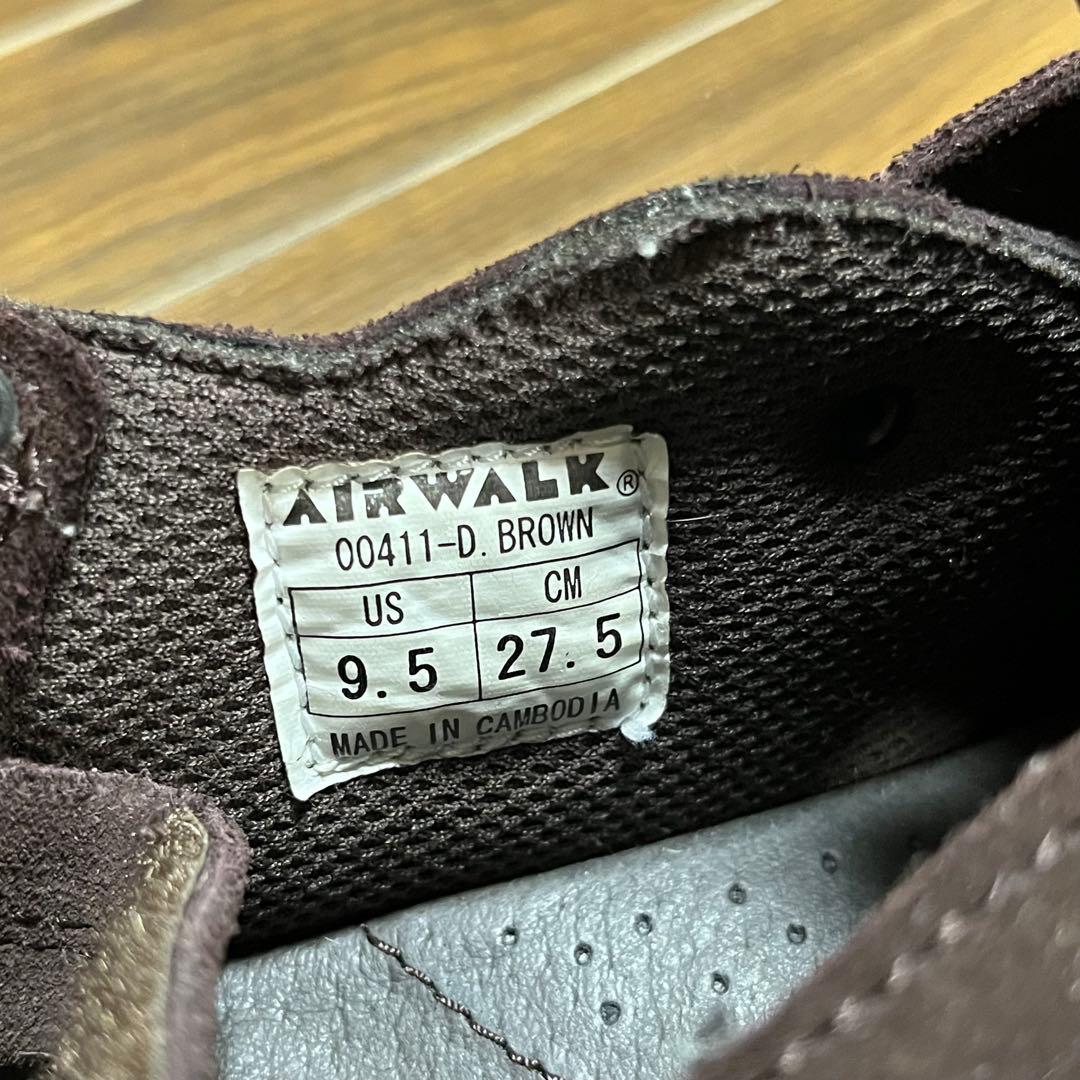 AIRWALK®
00411-D. BROWN
US CM
9.5 27.5
MADE IN CAMBODIA